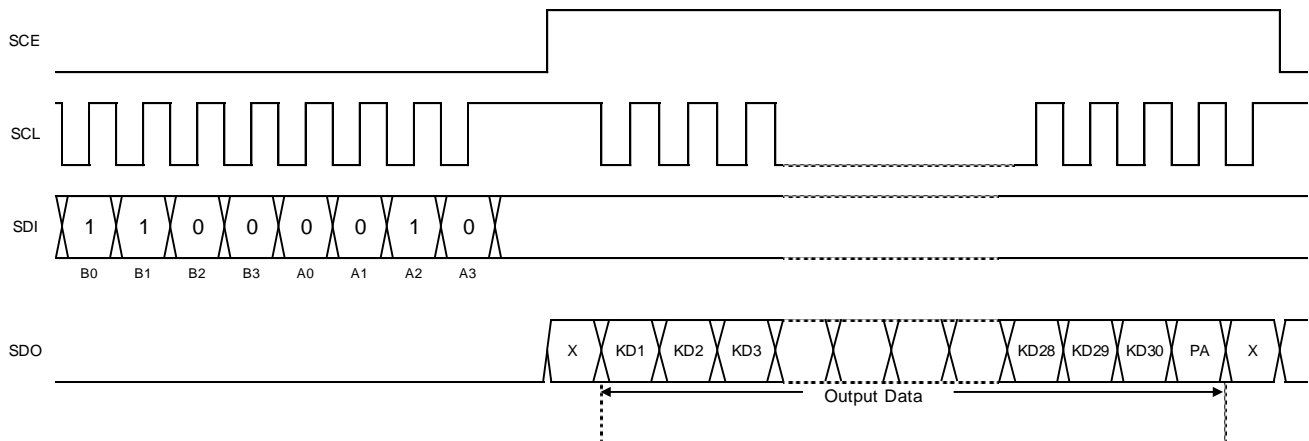 SCE
SCL
SDI
1 1 0 0 0 0 1 0
B0 B1 B2 B3 A0 A1 A2 A3
SDO
X KD1 KD2 KD3 KD28 KD29 KD30 PA X
Output Data